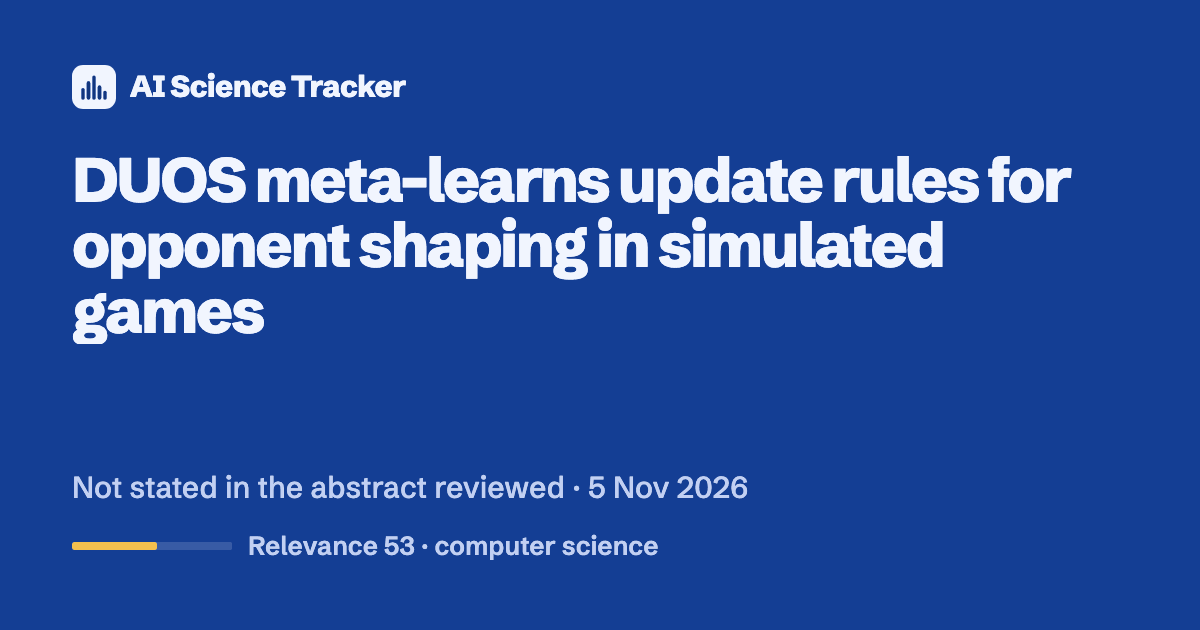 AI Science Tracker
DUOS meta-learns update rules for
opponent shaping in simulated
games
Not stated in the abstract reviewed · 5 Nov 2026
Relevance 53 · computer science